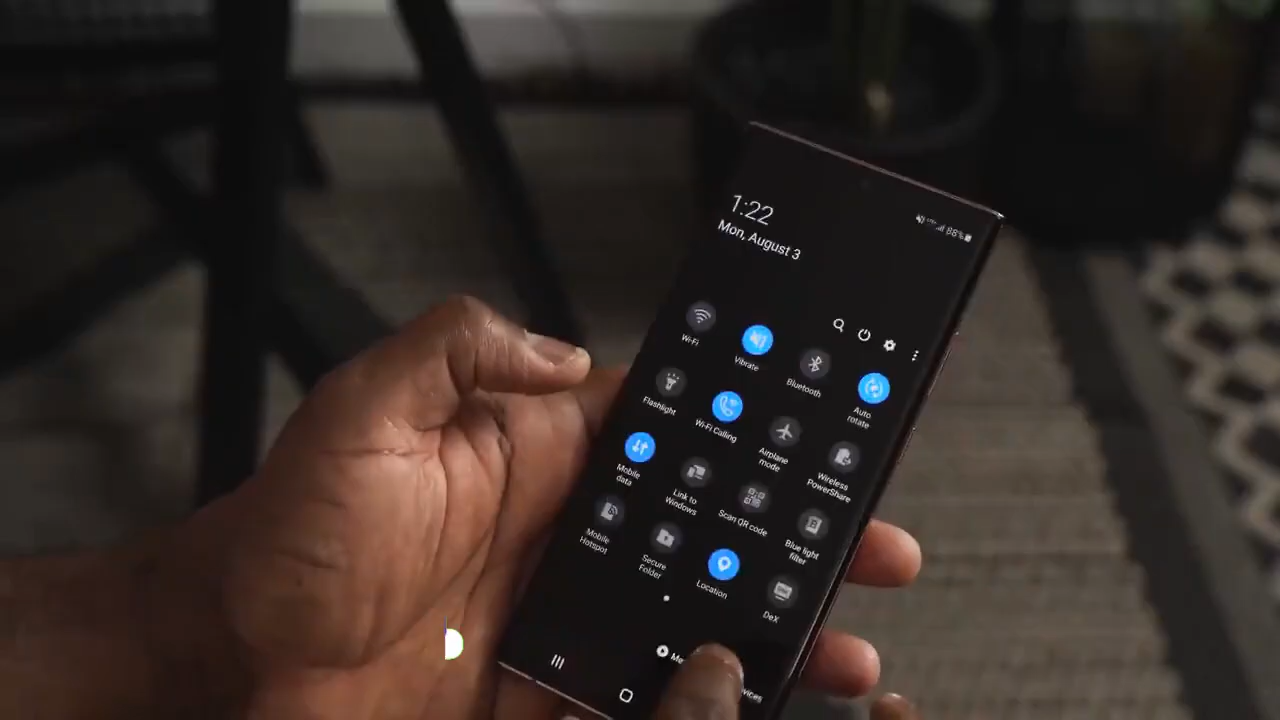 1:22
88%
Mon, August 3
Wi-Fi
Vibrate
Bluetooth
Auto
rotate
Flashlight
Wi-Fi Calling
Airplane
mode
Wireless
PowerShare
Mobile
data
Link to
Windows
Scan QR code
Blue light
filter
Mobile
Hotspot
Secure
Folder
Location
DeX